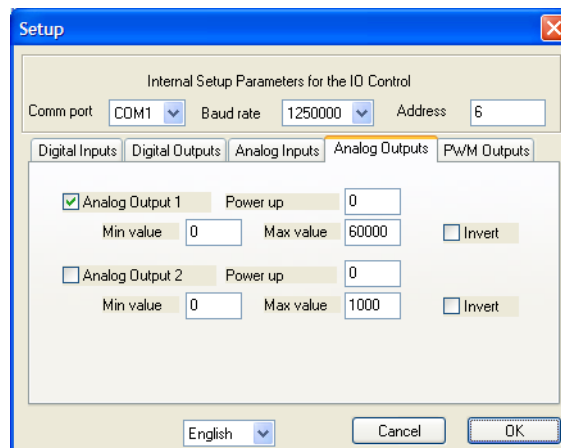 Setup
Internal Setup Parameters for the IO Control
Comm port COM1 Baud rate 1250000 Address 6
Digital Inputs Digital Outputs Analog Inputs Analog Outputs PWM Outputs
Analog Output 1 Power up 0
Min value 0 Max value 60000 Invert
Analog Output 2 Power up 0
Min value 0 Max value 1000 Invert
English Cancel OK